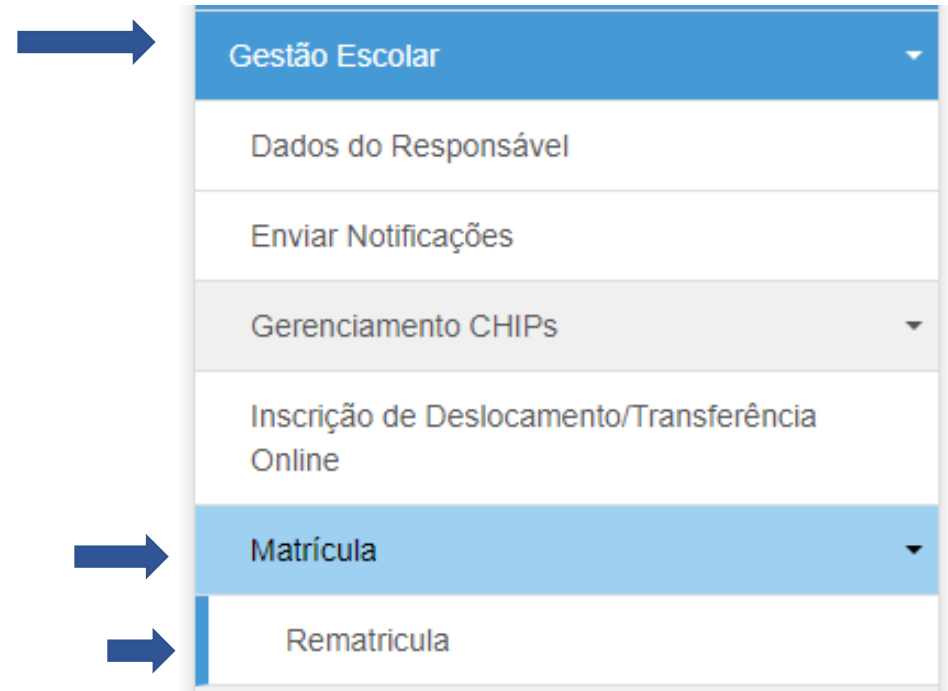 Gestão Escolar
Dados do Responsável
Enviar Notificações
Gerenciamento CHIPs
Inscrição de Deslocamento/Transferência
Online
Matrícula
Rematricula